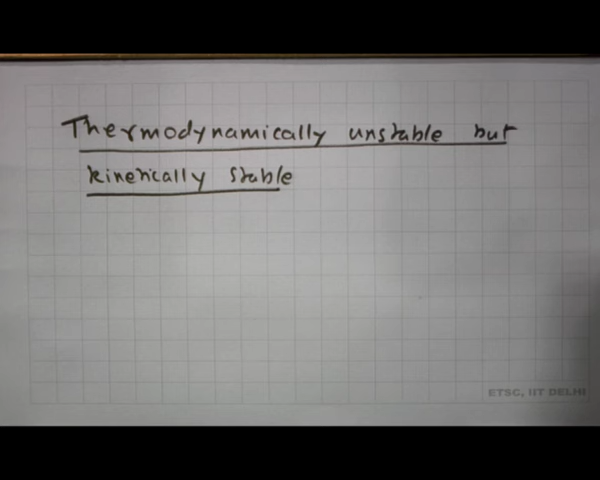 Thermodynamically unstable but
kinetically stable
ETSC, IIT DELHI